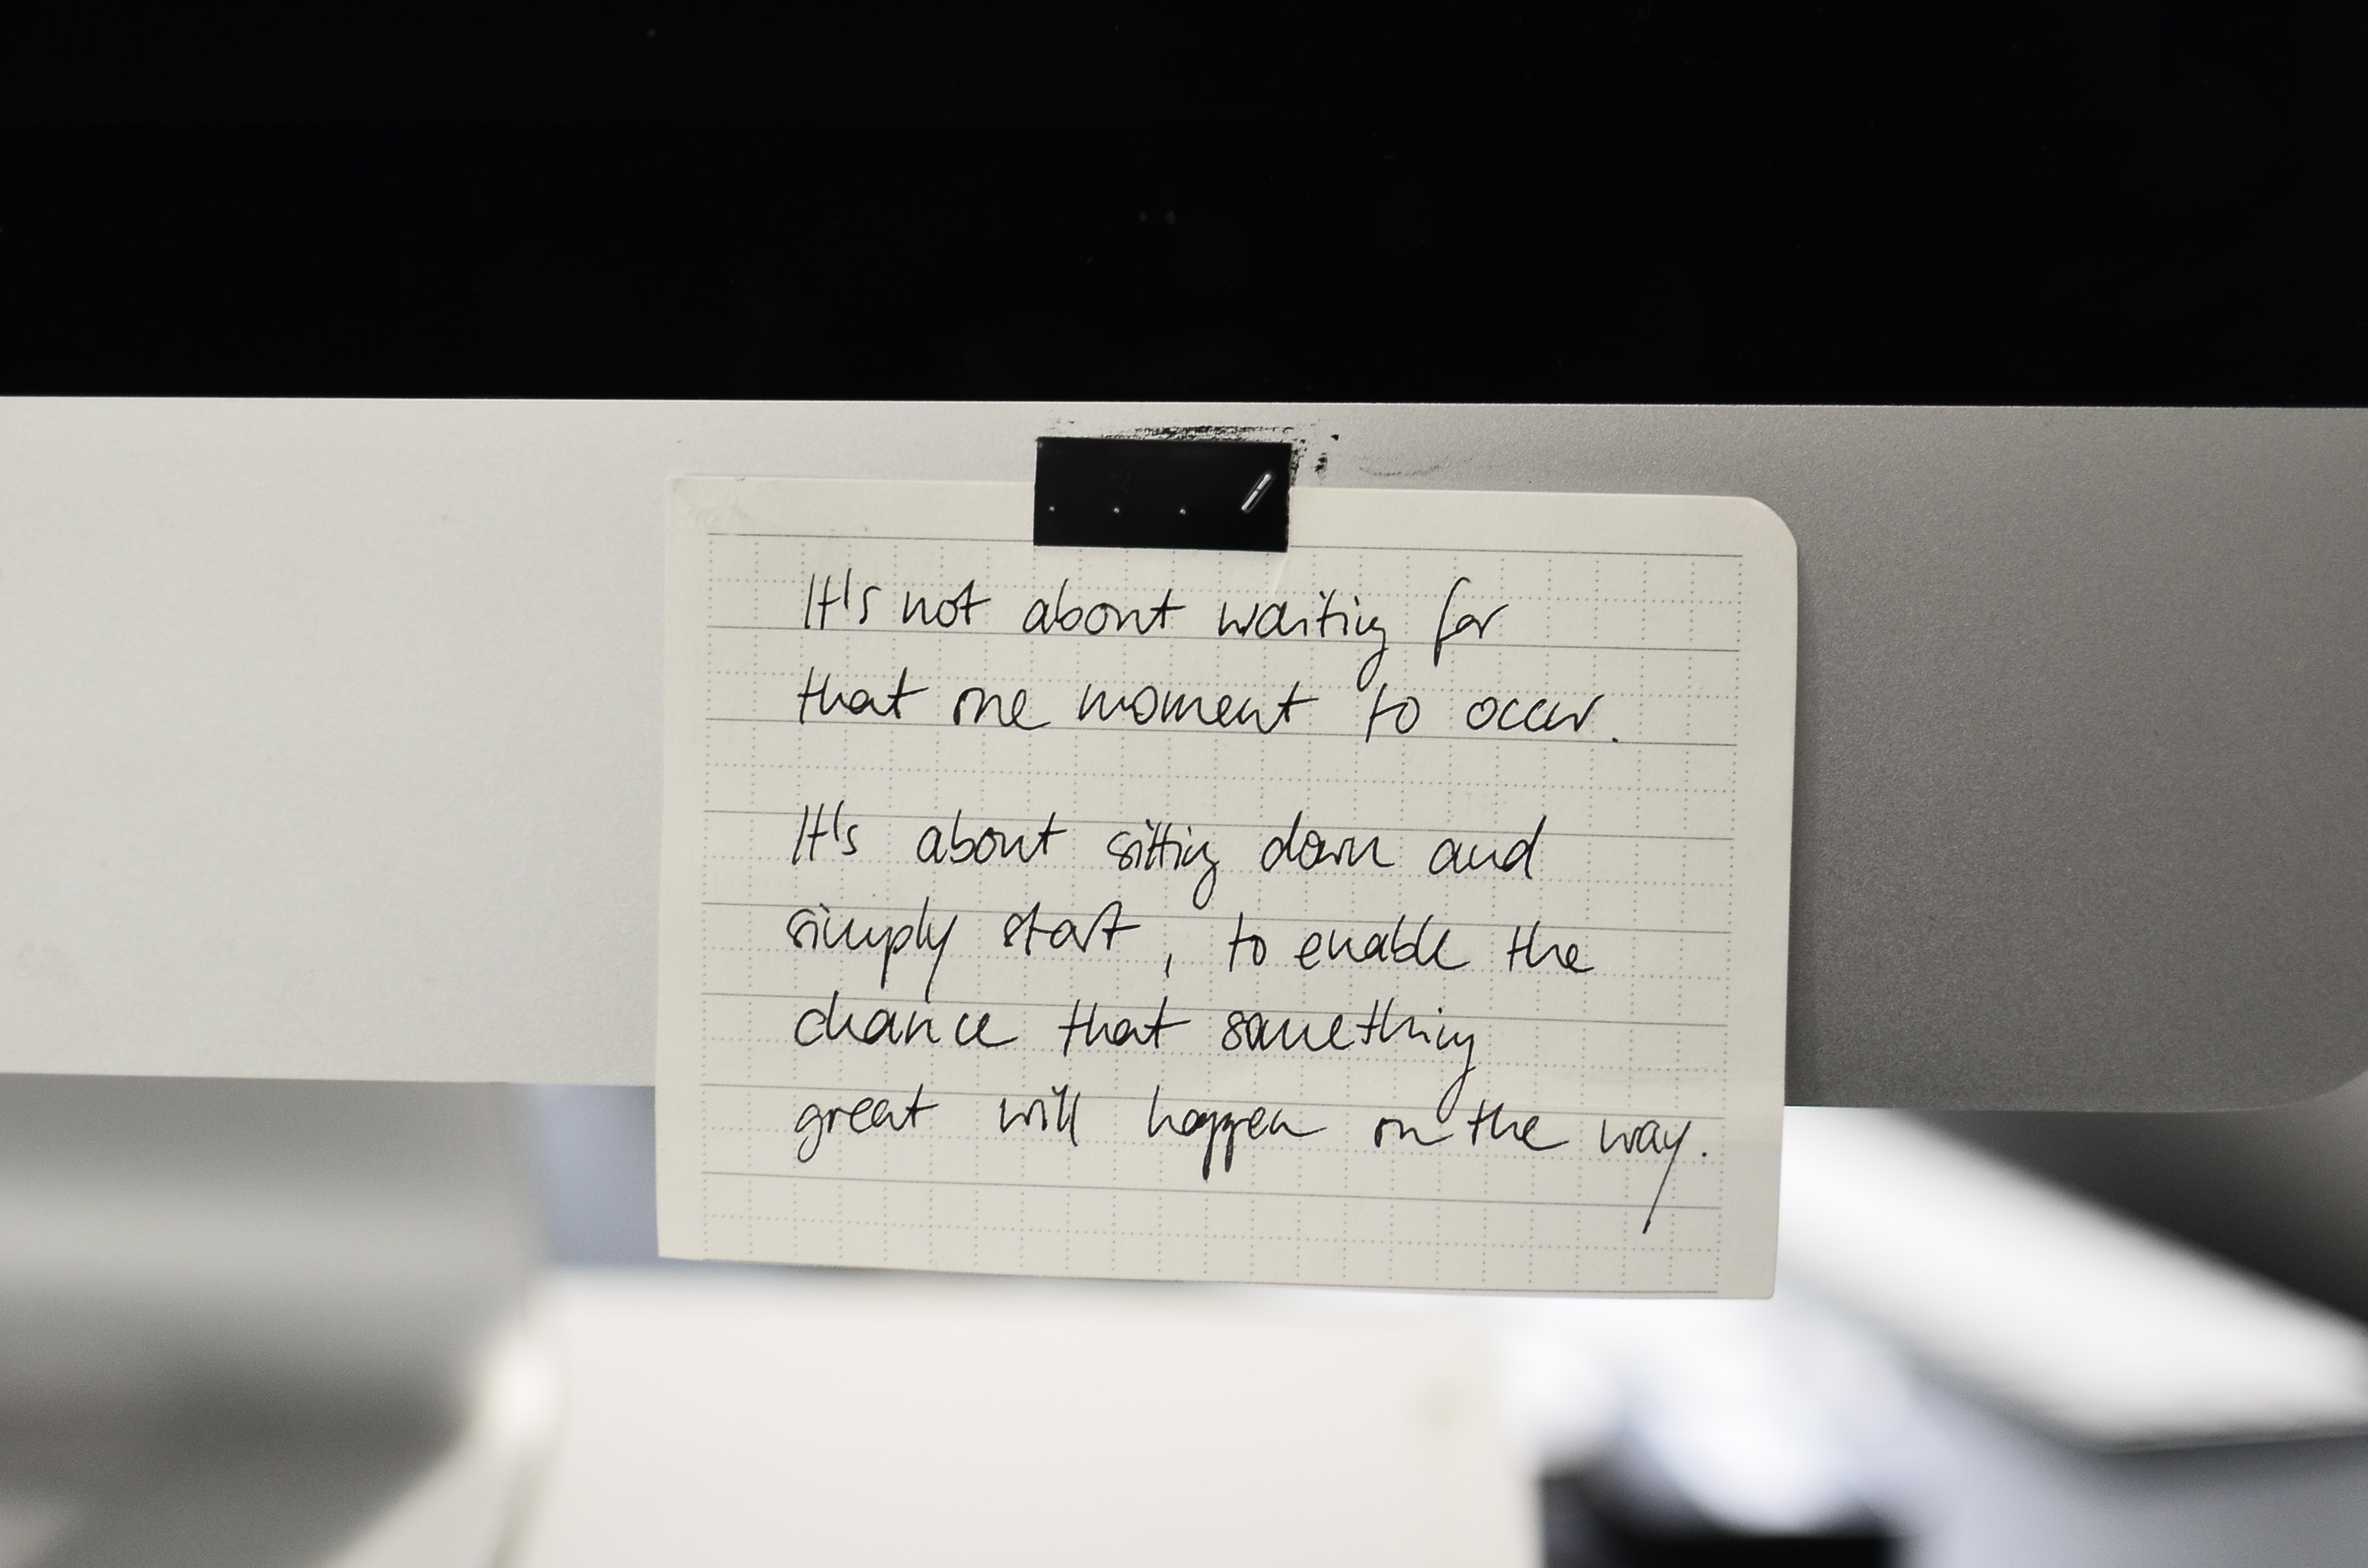 It's not about waiting for
that one moment to occur.
It's about sitting down and
simply start, to enable the
chance that something
great will happen on the way.